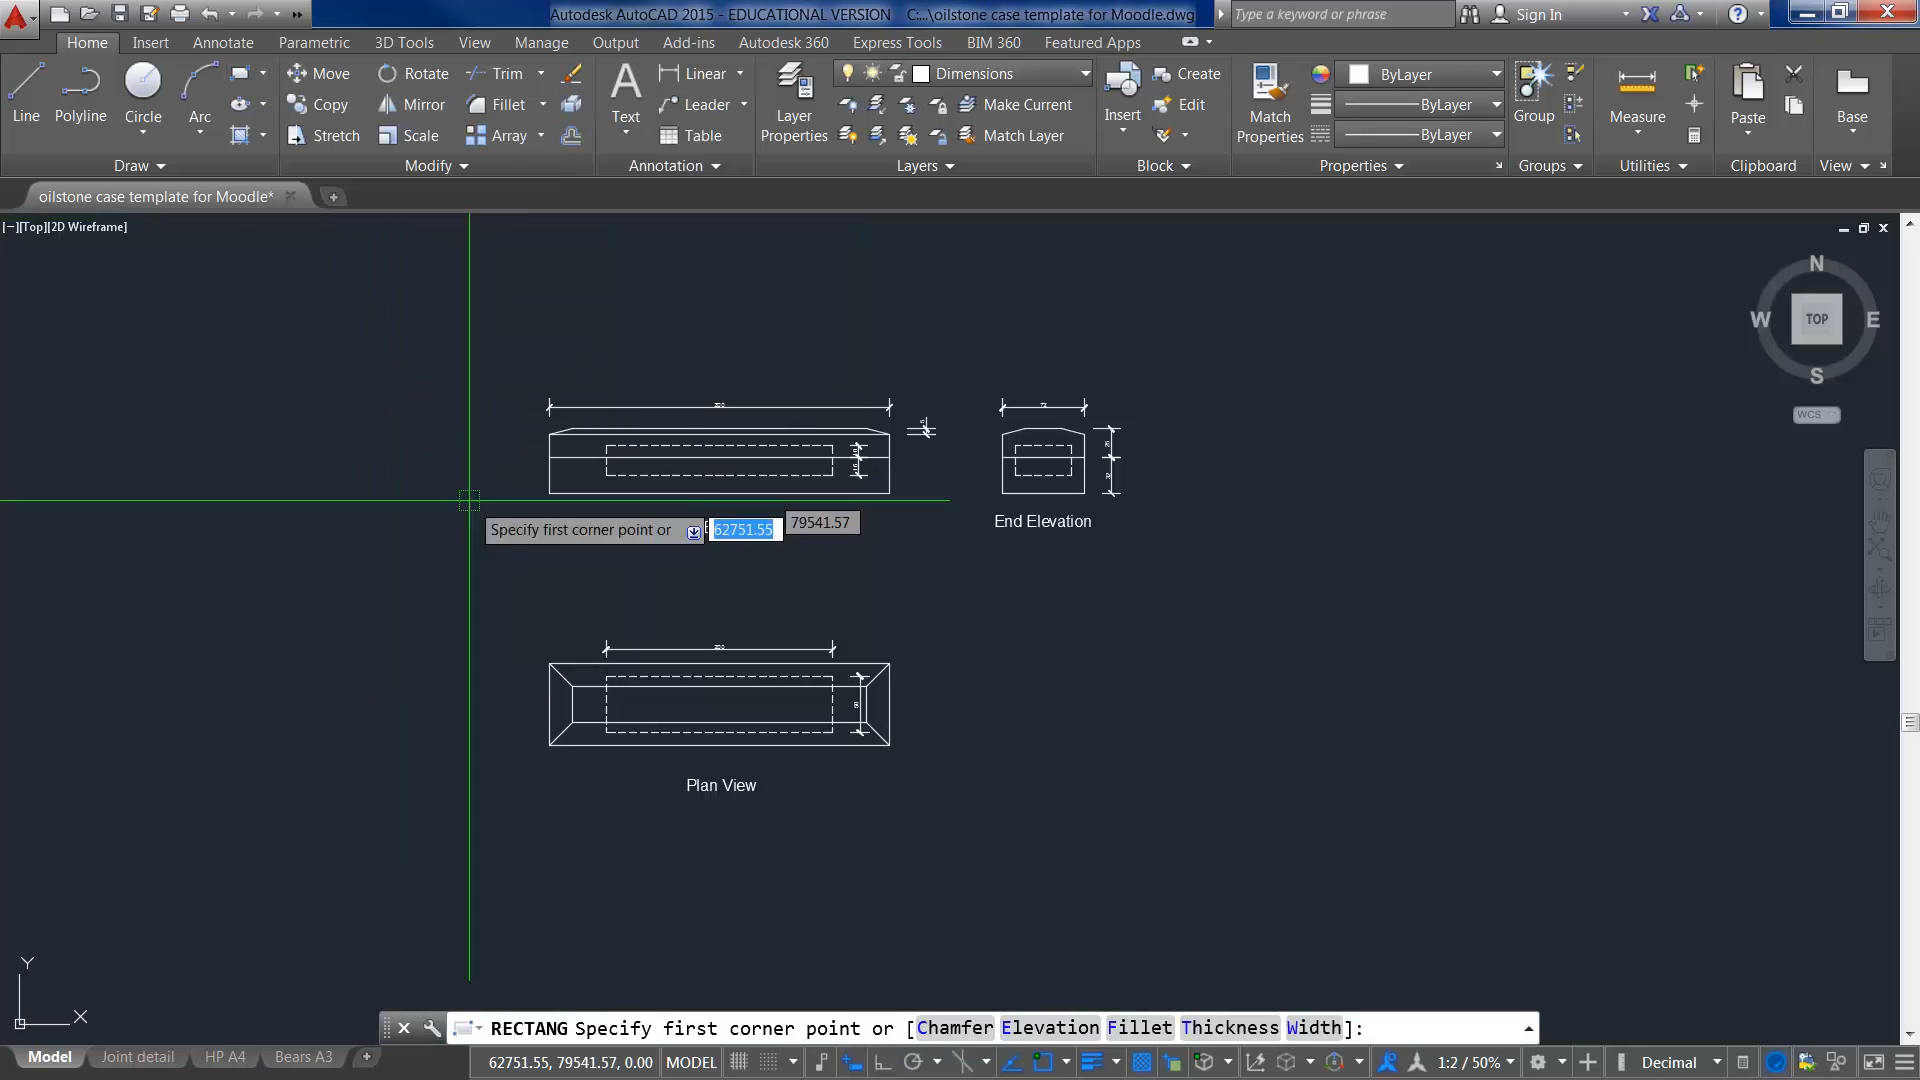 Autodesk AutoCAD 2015 - EDUCATIONAL VERSION C:...\oilstone case template for Moodle.dwg
Type a keyword or phrase
Sign In
Home Insert Annotate Parametric 3D Tools View Manage Output Add-ins Autodesk 360 Express Tools BIM 360 Featured Apps
Move Rotate Trim Linear Dimensions Create ByLayer
Copy Mirror Fillet Leader Make Current Edit ByLayer
Line Polyline Circle Arc Text Layer Properties Insert Match Properties Group Measure Paste Base
Stretch Scale Array Table Match Layer ByLayer
Draw Modify Annotation Layers Block Properties Groups Utilities Clipboard View
oilstone case template for Moodle*
[−][Top][2D Wireframe]
N
W TOP E
S
WCS
Specify first corner point or 62751.55 79541.57
End Elevation
Plan View
Y
X
RECTANG Specify first corner point or [Chamfer Elevation Fillet Thickness Width]:
Model Joint detail HP A4 Bears A3
62751.55, 79541.57, 0.00 MODEL 1:2 / 50% Decimal